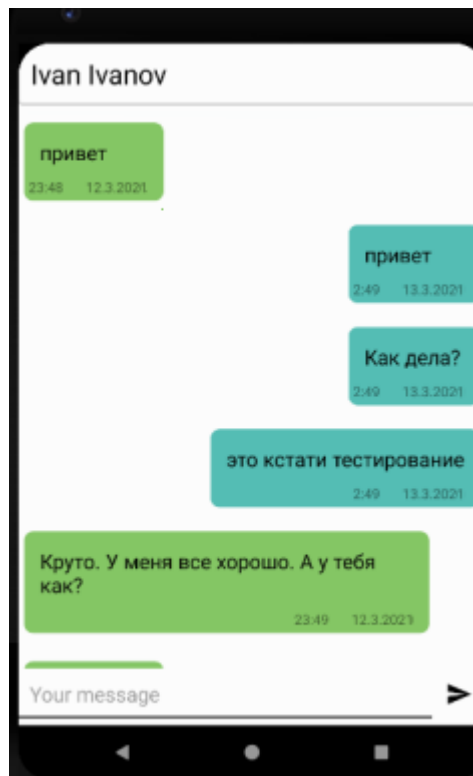 Ivan Ivanov
привет
23:48 12.3.2021
привет
2:49 13.3.2021
Как дела?
2:49 13.3.2021
это кстати тестирование
2:49 13.3.2021
Круто. У меня все хорошо. А у тебя
как?
23:49 12.3.2021
Your message